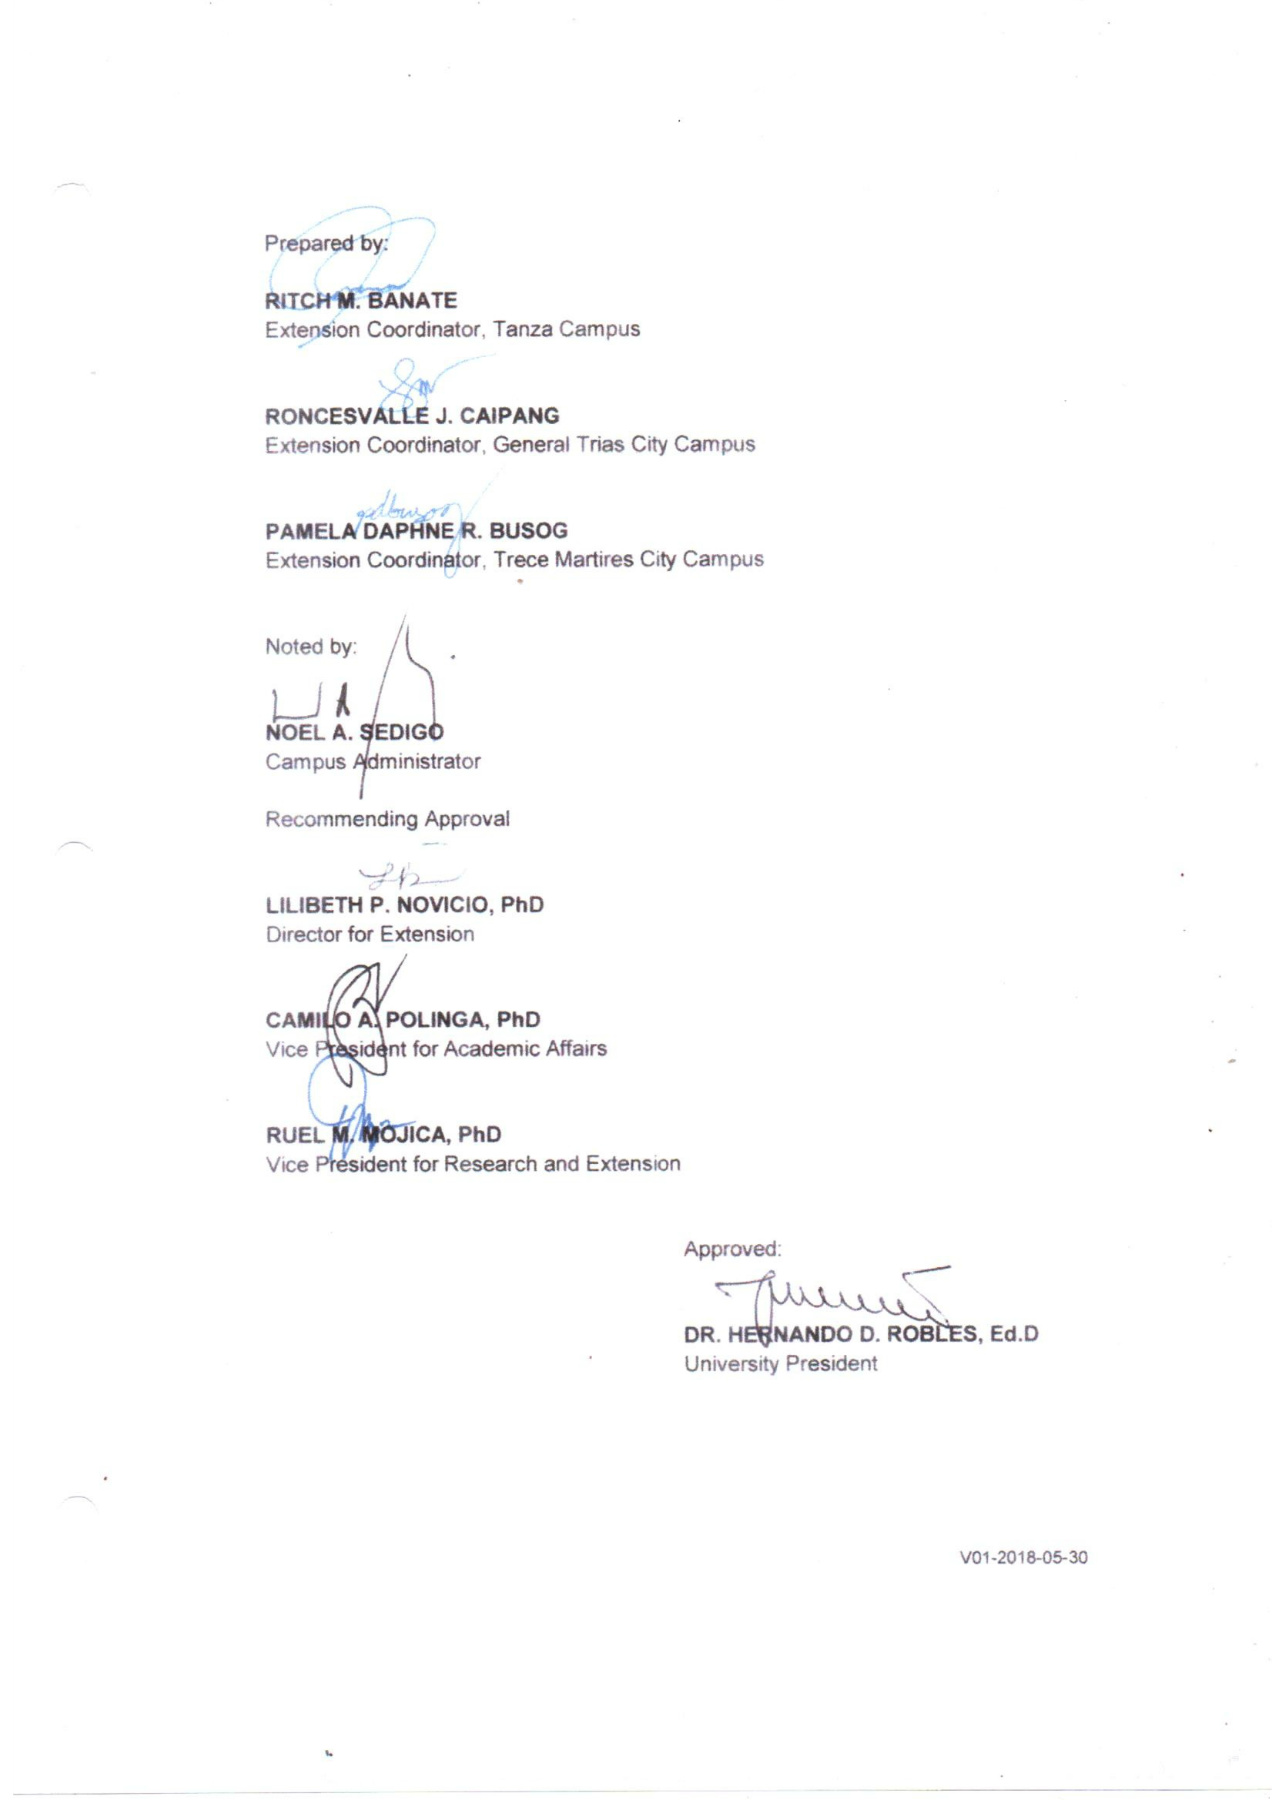 Prepared by:
RITCH M. BANATE
Extension Coordinator, Tanza Campus
RONCESVALLE J. CAIPANG
Extension Coordinator, General Trias City Campus
PAMELA DAPHNE R. BUSOG
Extension Coordinator, Trece Martires City Campus
Noted by:
NOEL A. SEDIGO
Campus Administrator
Recommending Approval
LILIBETH P. NOVICIO, PhD
Director for Extension
CAMILO A. POLINGA, PhD
Vice President for Academic Affairs
RUEL M. MOJICA, PhD
Vice President for Research and Extension
Approved:
DR. HERNANDO D. ROBLES, Ed.D
University President
V01-2018-05-30